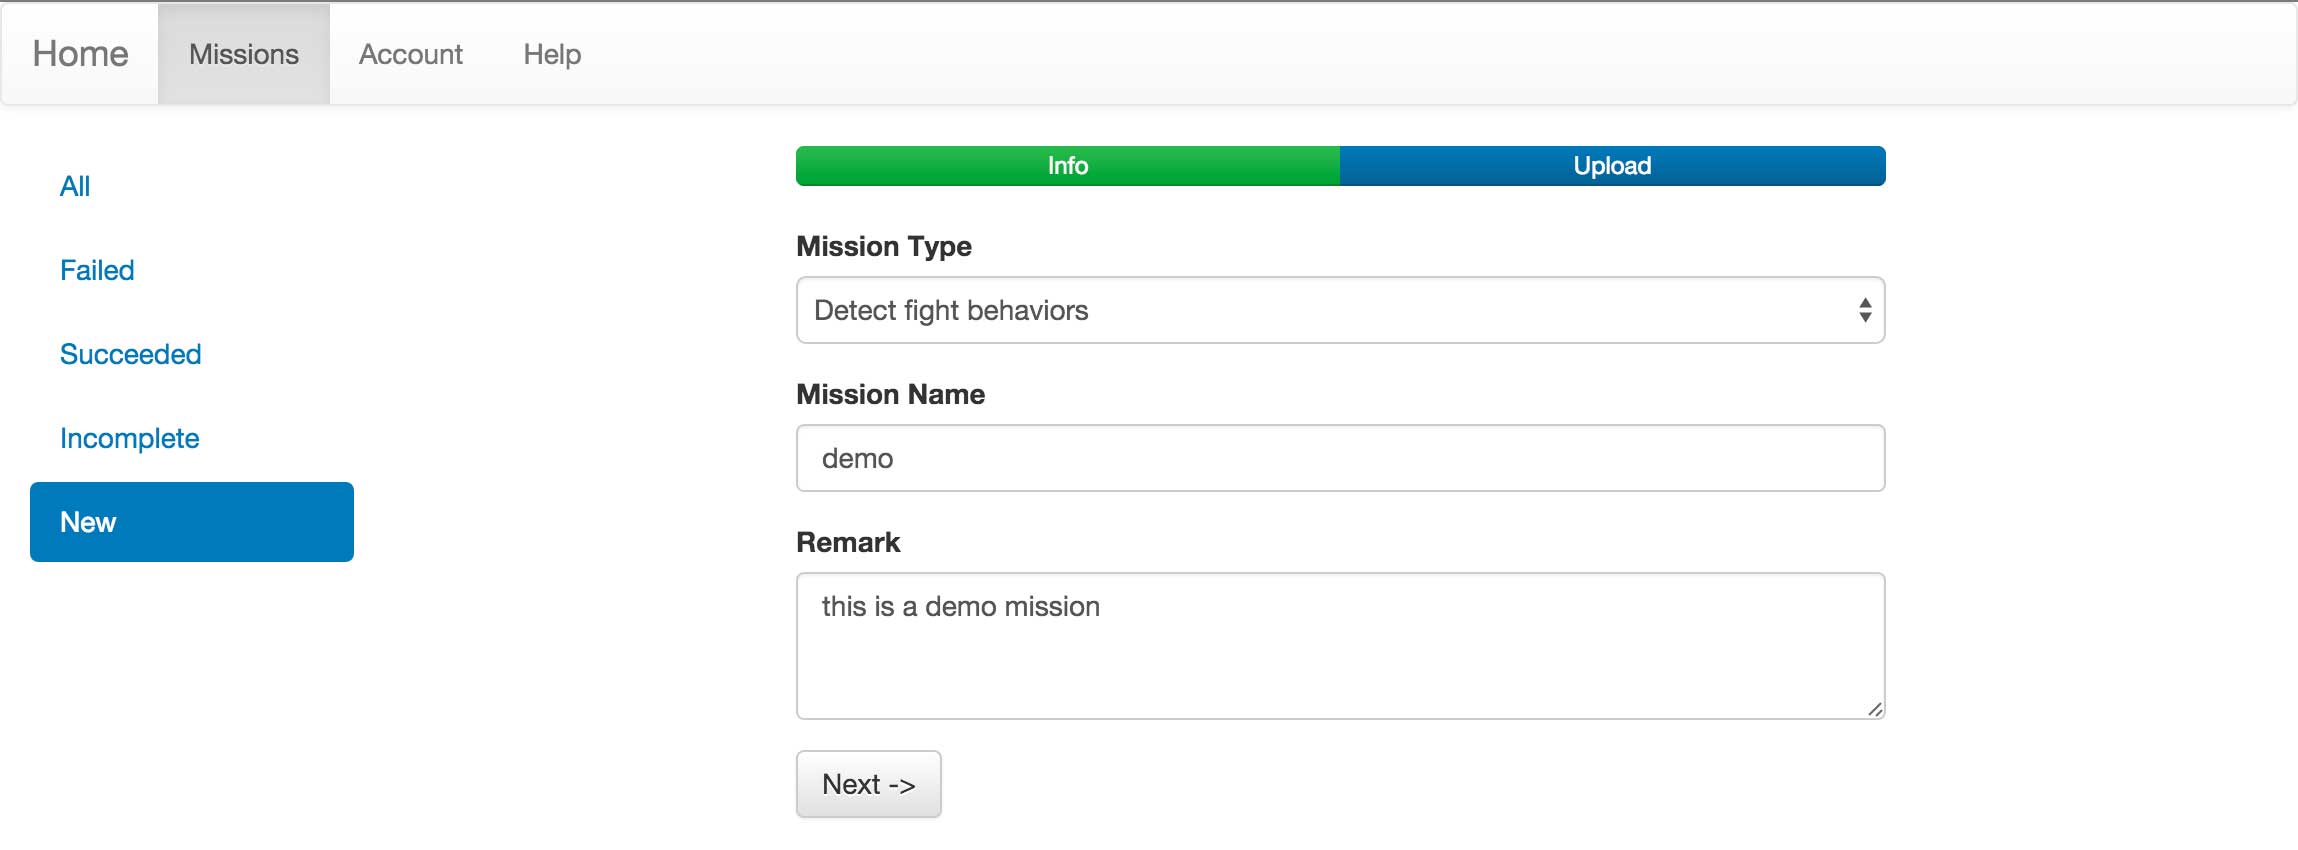 Home Missions Account Help
Info Upload
All
Failed
Succeeded
Incomplete
New
Mission Type
Detect fight behaviors
Mission Name
demo
Remark
this is a demo mission
Next ->